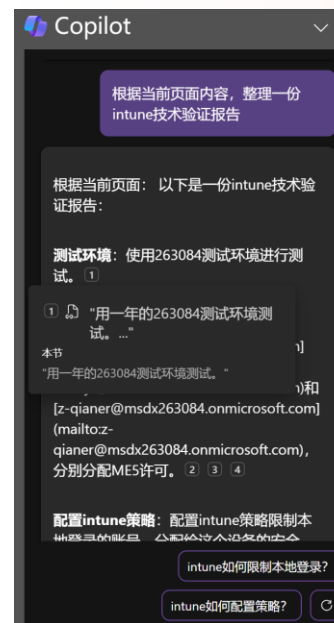 Copilot
根据当前页面内容，整理一份
intune技术验证报告
根据当前页面： 以下是一份intune技术验
证报告：
测试环境：使用263084测试环境进行测
试。 1
1 "用一年的263084测试环境测
试。..."
本节
"用一年的263084测试环境测试。"
]
)和
[z-qianer@msdx263084.onmicrosoft.com]
(mailto:z-
qianer@msdx263084.onmicrosoft.com)，
分别分配ME5许可。 2 3 4
配置intune策略：配置intune策略限制本
地登录的账号，分配给这个设备的安全
intune如何限制本地登录?
intune如何配置策略?